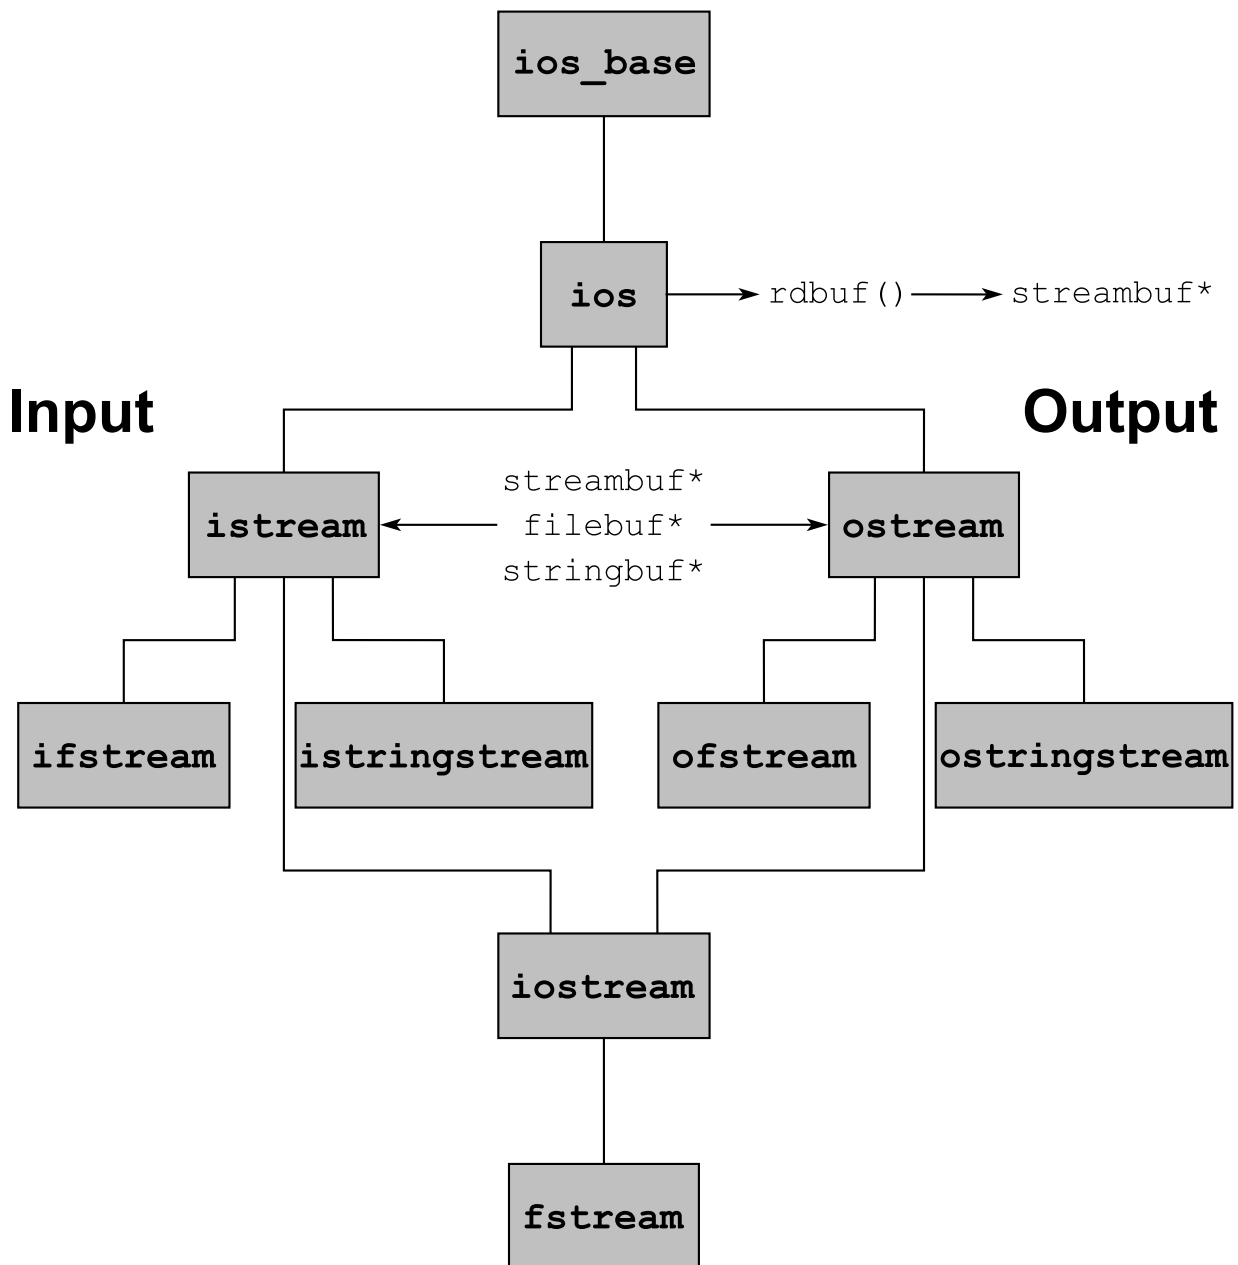 ios_base
ios
rdbuf()
streambuf*
Input
Output
streambuf*
istream
filebuf*
ostream
stringbuf*
ifstream
istringstream
ofstream
ostringstream
iostream
fstream